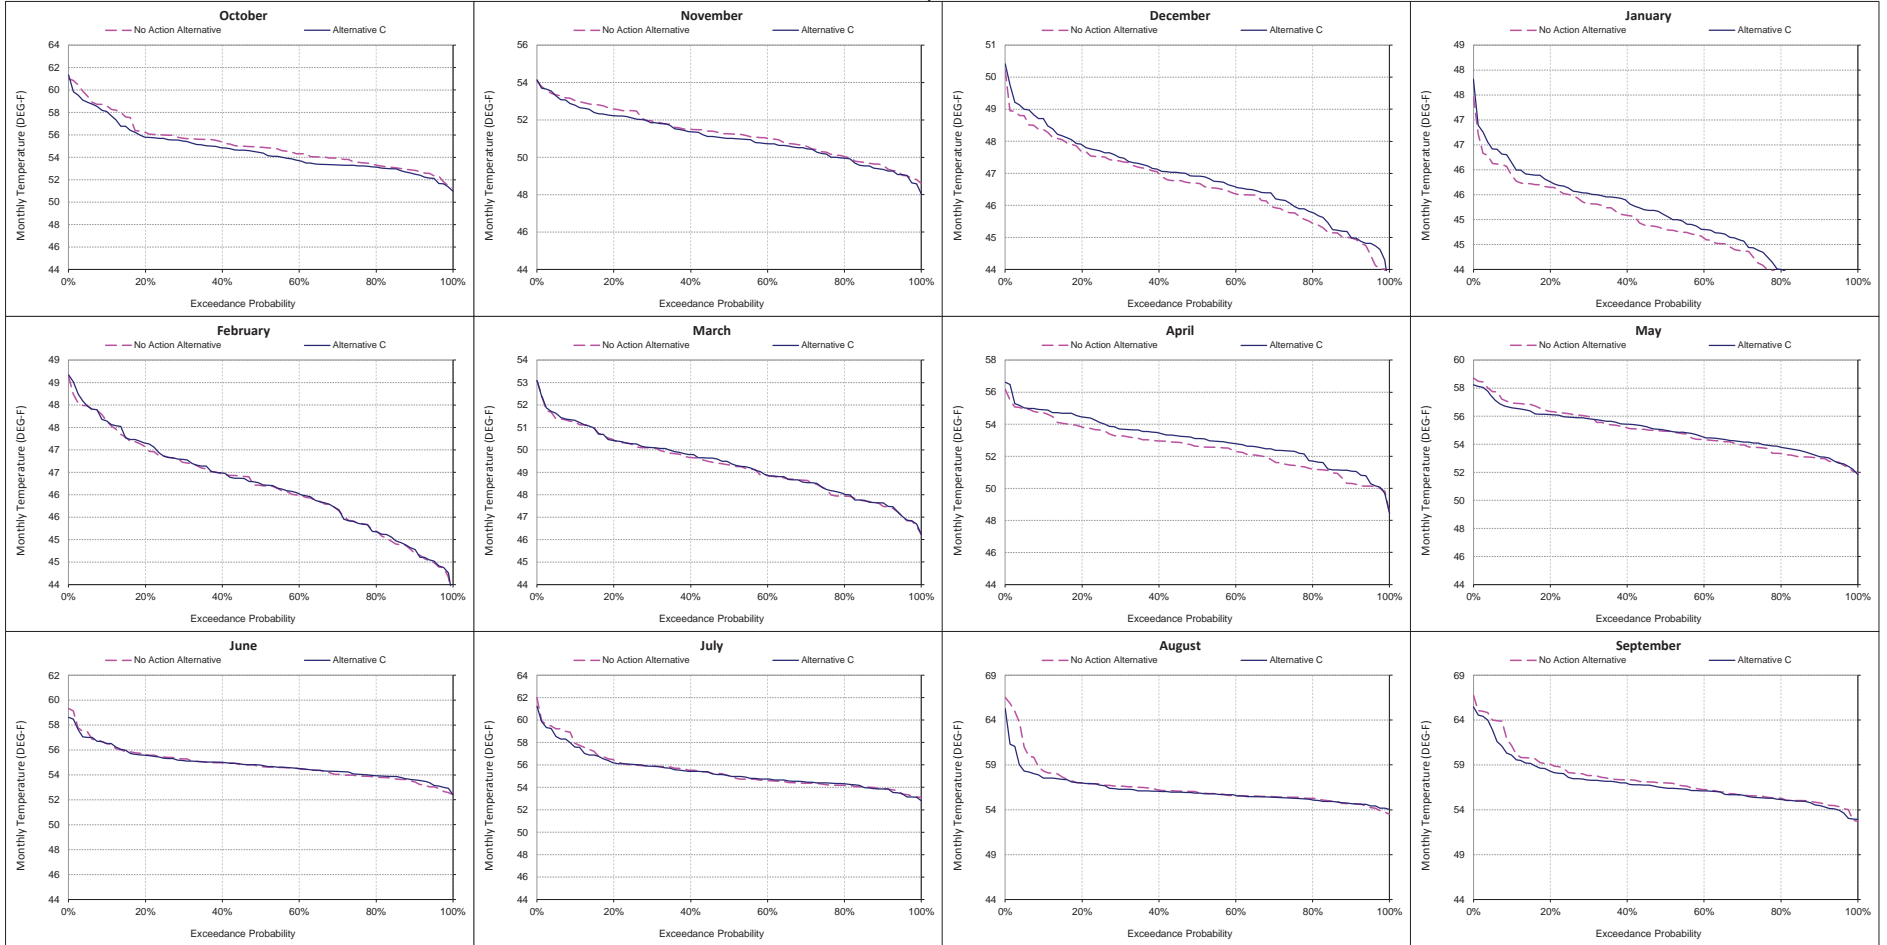 October
No Action Alternative Alternative C
Monthly Temperature (DEG-F)
64
62
60
58
56
54
52
50
48
46
44
0% 20% 40% 60% 80% 100%
Exceedance Probability
November
No Action Alternative Alternative C
Monthly Temperature (DEG-F)
56
54
52
50
48
46
44
0% 20% 40% 60% 80% 100%
Exceedance Probability
December
No Action Alternative Alternative C
Monthly Temperature (DEG-F)
51
50
49
48
47
46
45
44
0% 20% 40% 60% 80% 100%
Exceedance Probability
January
No Action Alternative Alternative C
Monthly Temperature (DEG-F)
49
48
48
47
47
46
46
45
45
44
0% 20% 40% 60% 80% 100%
Exceedance Probability
February
No Action Alternative Alternative C
Monthly Temperature (DEG-F)
49
49
48
48
47
47
46
46
45
45
44
0% 20% 40% 60% 80% 100%
Exceedance Probability
March
No Action Alternative Alternative C
Monthly Temperature (DEG-F)
54
53
52
51
50
49
48
47
46
45
44
0% 20% 40% 60% 80% 100%
Exceedance Probability
April
No Action Alternative Alternative C
Monthly Temperature (DEG-F)
58
56
54
52
50
48
46
44
0% 20% 40% 60% 80% 100%
Exceedance Probability
May
No Action Alternative Alternative C
Monthly Temperature (DEG-F)
60
58
56
54
52
50
48
46
44
0% 20% 40% 60% 80% 100%
Exceedance Probability
June
No Action Alternative Alternative C
Monthly Temperature (DEG-F)
62
60
58
56
54
52
50
48
46
44
0% 20% 40% 60% 80% 100%
Exceedance Probability
July
No Action Alternative Alternative C
Monthly Temperature (DEG-F)
64
62
60
58
56
54
52
50
48
46
44
0% 20% 40% 60% 80% 100%
Exceedance Probability
August
No Action Alternative Alternative C
Monthly Temperature (DEG-F)
69
64
59
54
49
44
0% 20% 40% 60% 80% 100%
Exceedance Probability
September
No Action Alternative Alternative C
Monthly Temperature (DEG-F)
69
64
59
54
49
44
0% 20% 40% 60% 80% 100%
Exceedance Probability